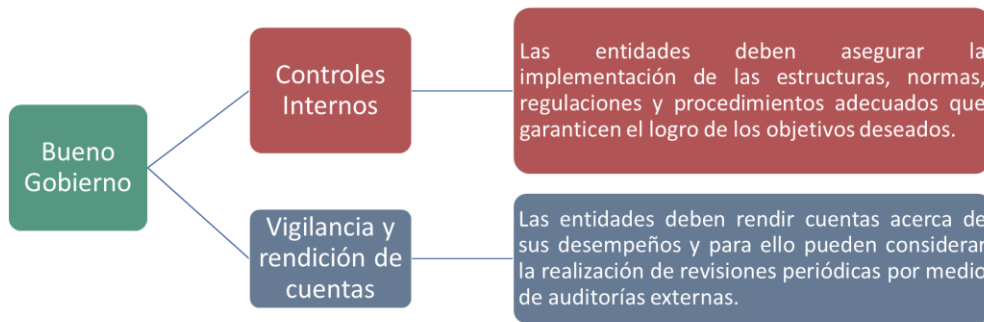 Bueno
Gobierno
Controles
Internos
Las entidades deben asegurar la
implementación de las estructuras, normas,
regulaciones y procedimientos adecuados que
garanticen el logro de los objetivos deseados.
Vigilancia y
rendición de
cuentas
Las entidades deben rendir cuentas acerca de
sus desempeños y para ello pueden considerar
la realización de revisiones periódicas por medio
de auditorías externas.